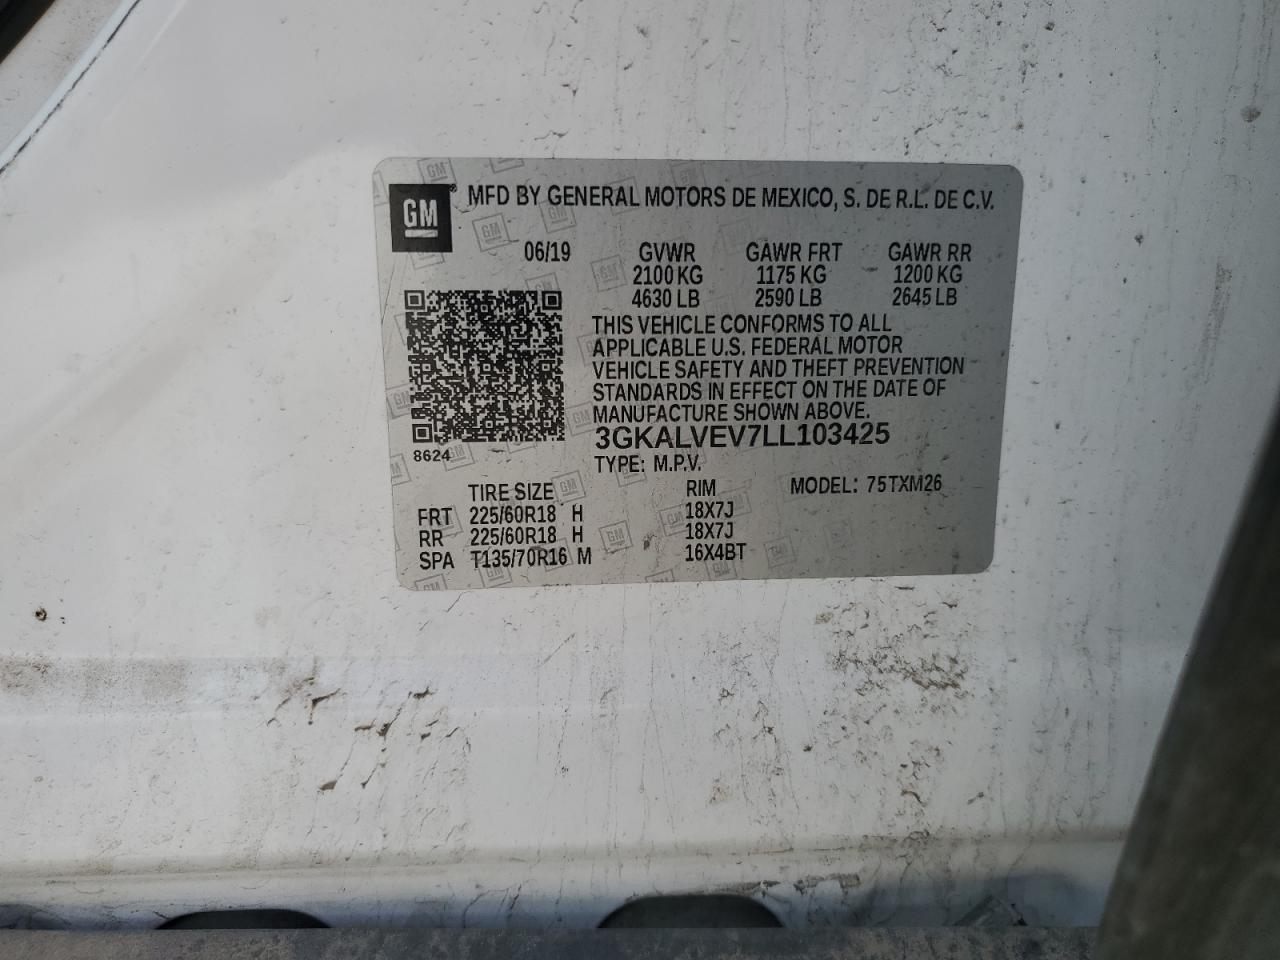 GM
MFD BY GENERAL MOTORS DE MEXICO, S. DE R.L. DE C.V.
06/19 GVWR GAWR FRT GAWR RR
2100 KG 1175 KG 1200 KG
4630 LB 2590 LB 2645 LB
THIS VEHICLE CONFORMS TO ALL
APPLICABLE U.S. FEDERAL MOTOR
VEHICLE SAFETY AND THEFT PREVENTION
STANDARDS IN EFFECT ON THE DATE OF
MANUFACTURE SHOWN ABOVE.
3GKALVEV7LL103425
8624
TYPE: M.P.V.
TIRE SIZE RIM MODEL: 75TXM26
FRT 225/60R18 H 18X7J
RR 225/60R18 H 18X7J
SPA T135/70R16 M 16X4BT